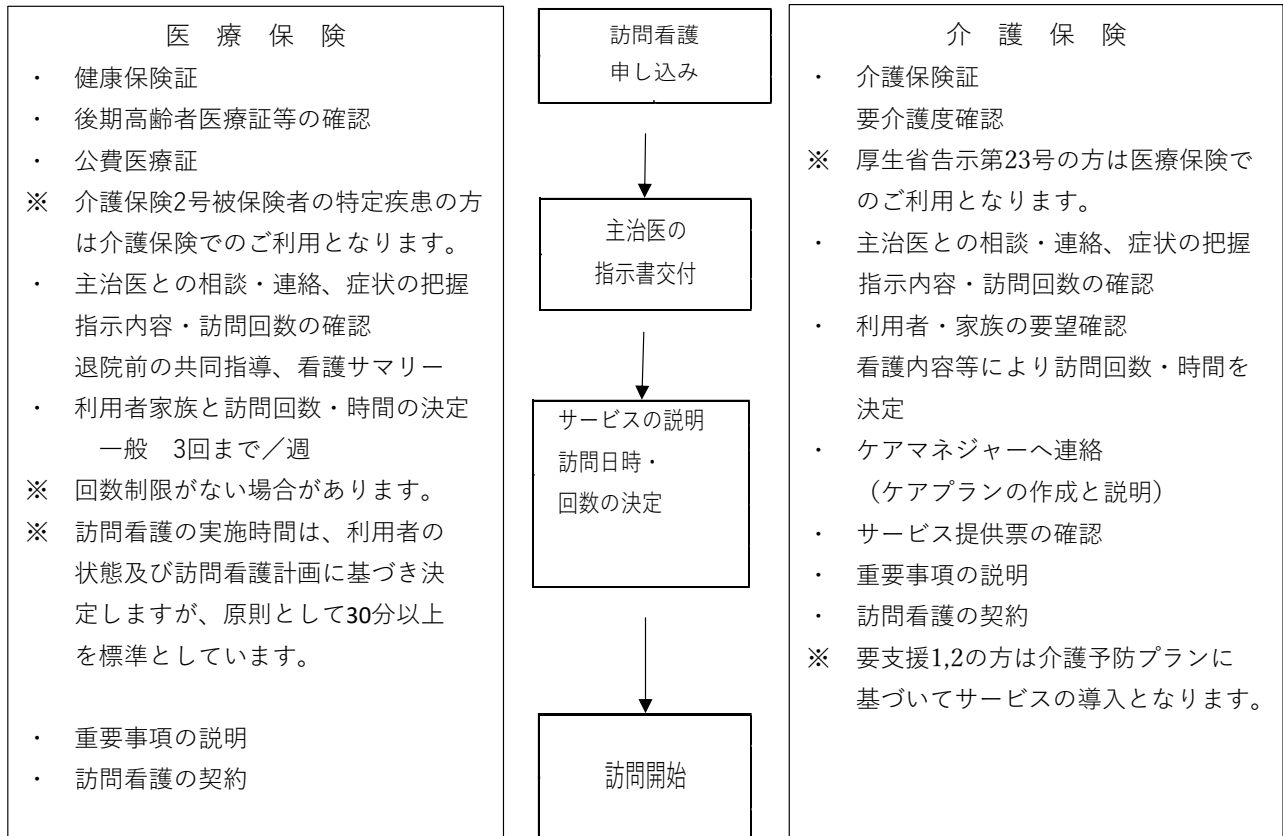 医 療 保 険
・ 健康保険証
・ 後期高齢者医療証等の確認
・ 公費医療証
※ 介護保険2号被保険者の特定疾患の方
は介護保険でのご利用となります。
・ 主治医との相談・連絡、症状の把握
指示内容・訪問回数の確認
退院前の共同指導、看護サマリー
・ 利用者家族と訪問回数・時間の決定
一般 3回まで／週
※ 回数制限がない場合があります。
※ 訪問看護の実施時間は、利用者の
状態及び訪問看護計画に基づき決
定しますが、原則として30分以上
を標準としています。
・ 重要事項の説明
・ 訪問看護の契約
訪問看護
申し込み
主治医の
指示書交付
サービスの説明
訪問日時・
回数の決定
訪問開始
介 護 保 険
・ 介護保険証
要介護度確認
※ 厚生省告示第23号の方は医療保険で
のご利用となります。
・ 主治医との相談・連絡、症状の把握
指示内容・訪問回数の確認
・ 利用者・家族の要望確認
看護内容等により訪問回数・時間を
決定
・ ケアマネジャーへ連絡
（ケアプランの作成と説明）
・ サービス提供票の確認
・ 重要事項の説明
・ 訪問看護の契約
※ 要支援1,2の方は介護予防プランに
基づいてサービスの導入となります。